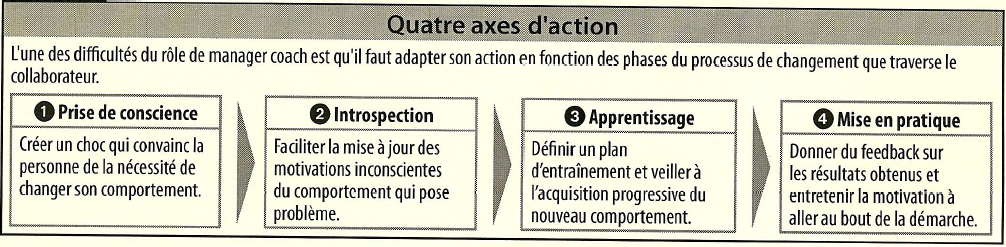 Quatre axes d'action
L'une des difficultés du rôle de manager coach est qu'il faut adapter son action en fonction des phases du processus de changement que traverse le
collaborateur.
1 Prise de conscience
Créer un choc qui convainc la
personne de la nécessité de
changer son comportement.
2 Introspection
Faciliter la mise à jour des
motivations inconscientes
du comportement qui pose
problème.
3 Apprentissage
Définir un plan
d'entraînement et veiller à
l'acquisition progressive du
nouveau comportement.
4 Mise en pratique
Donner du feedback sur
les résultats obtenus et
entretenir la motivation à
aller au bout de la démarche.